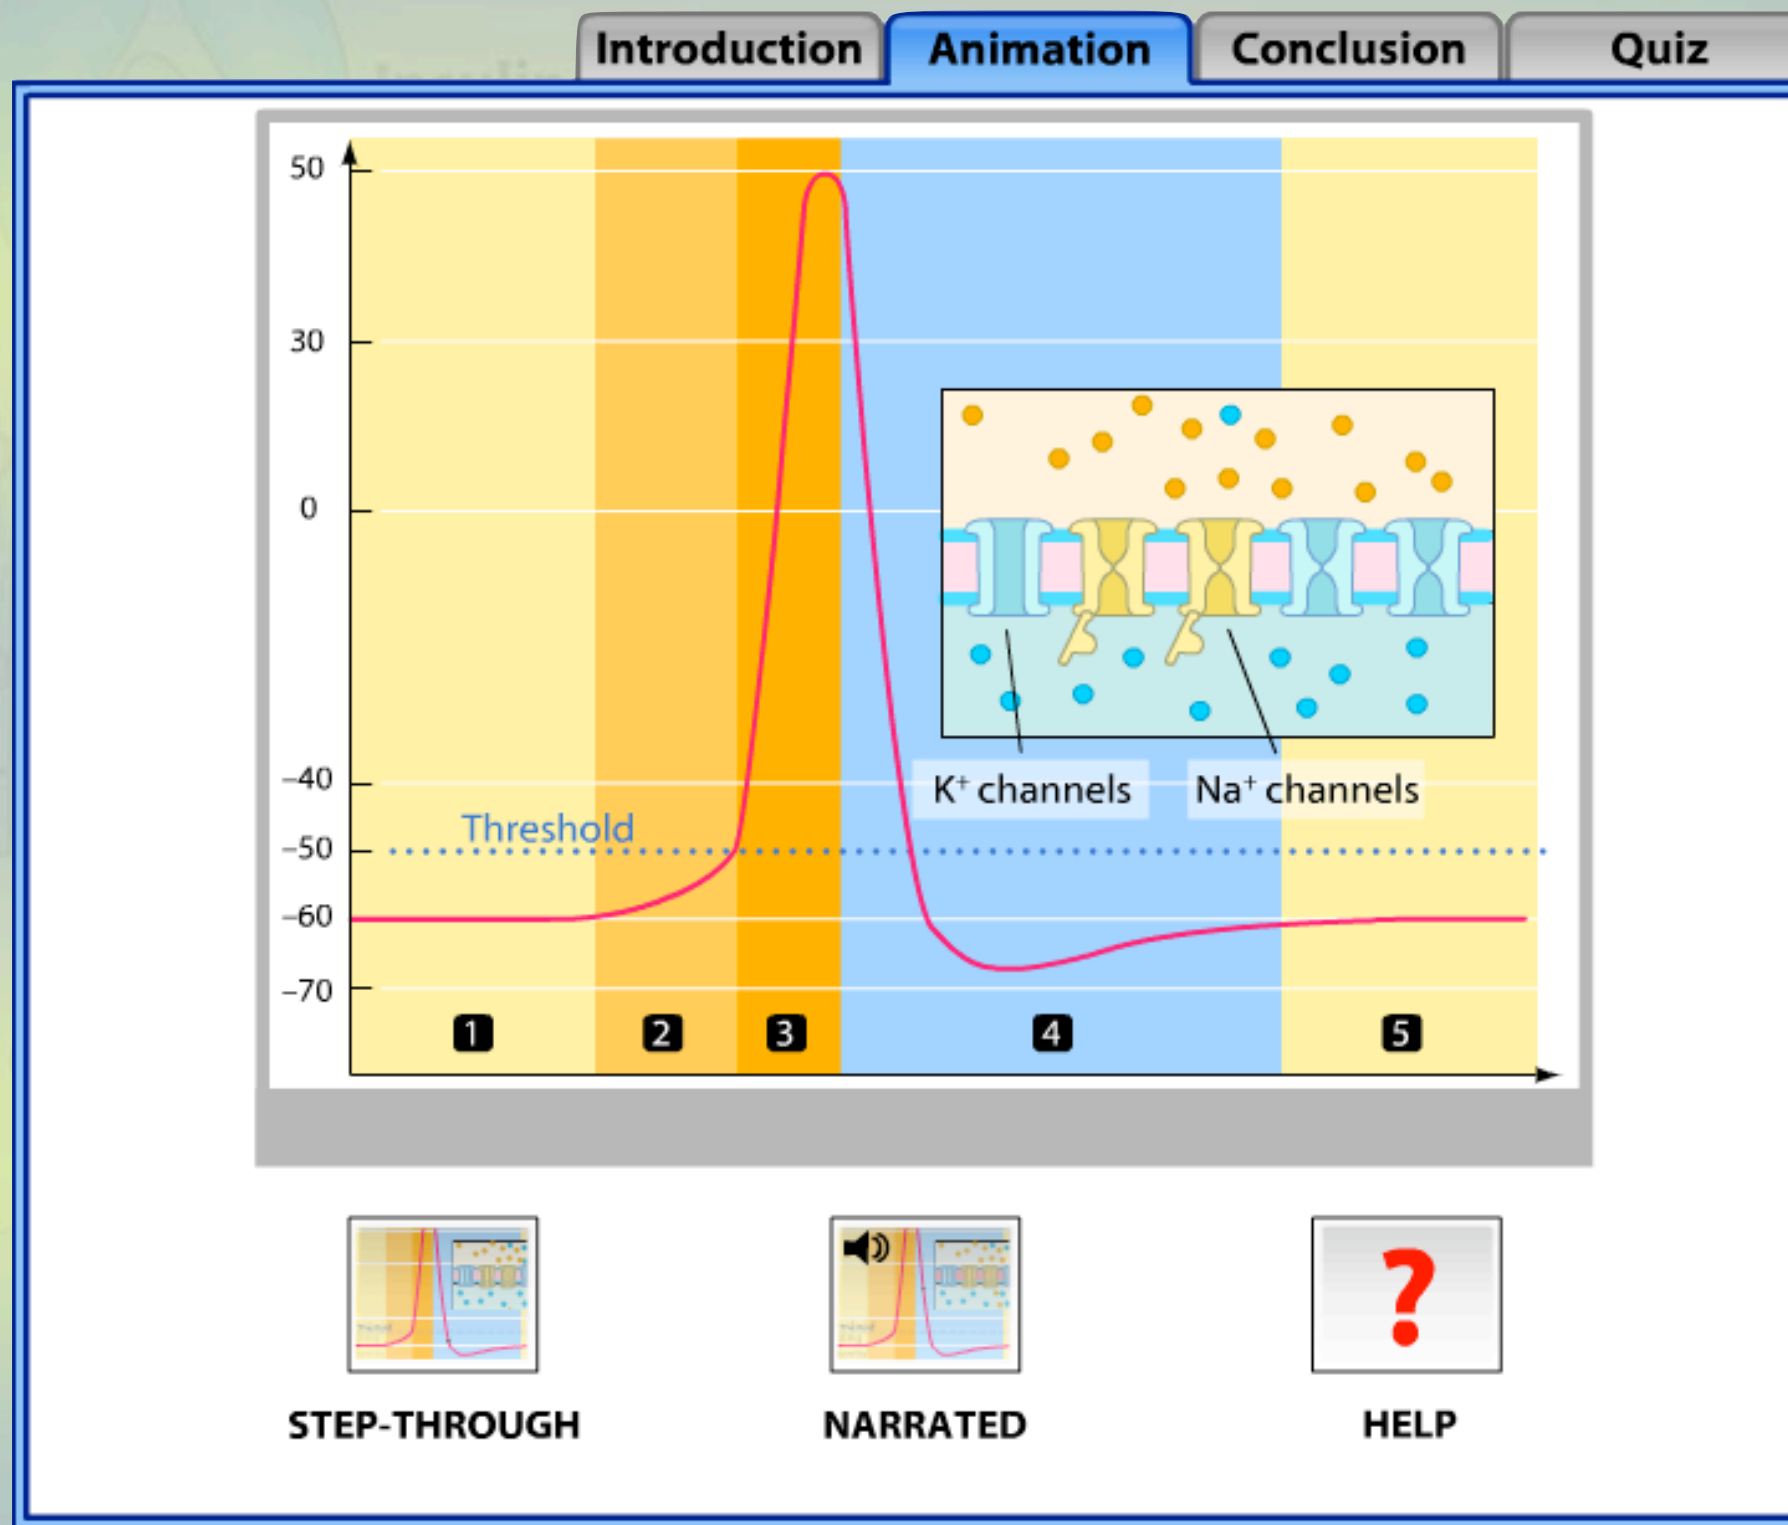 Introduction Animation Conclusion Quiz
50
30
0
–40
Threshold
–50
–60
–70
K⁺ channels Na⁺ channels
1 2 3 4 5
STEP-THROUGH NARRATED HELP
?